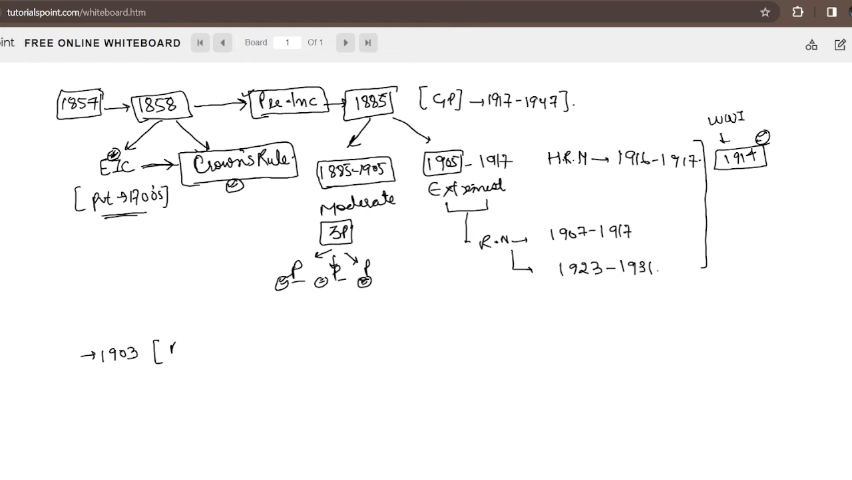 tutorialspoint.com/whiteboard.htm
int FREE ONLINE WHITEBOARD Board 1 Of 1
1857 → 1858 → Pre-Inc → 1885 [GP] → 1917-1947].
WWI
EIC → Crown's Rule. 1885-1905 1905 - 1917 H.R.M → 1916-1917. 1914
[Pvt → 1700's] Extremist
Moderate
3P R.N → 1907-1917
P P P → 1923-1931.
→ 1903 [